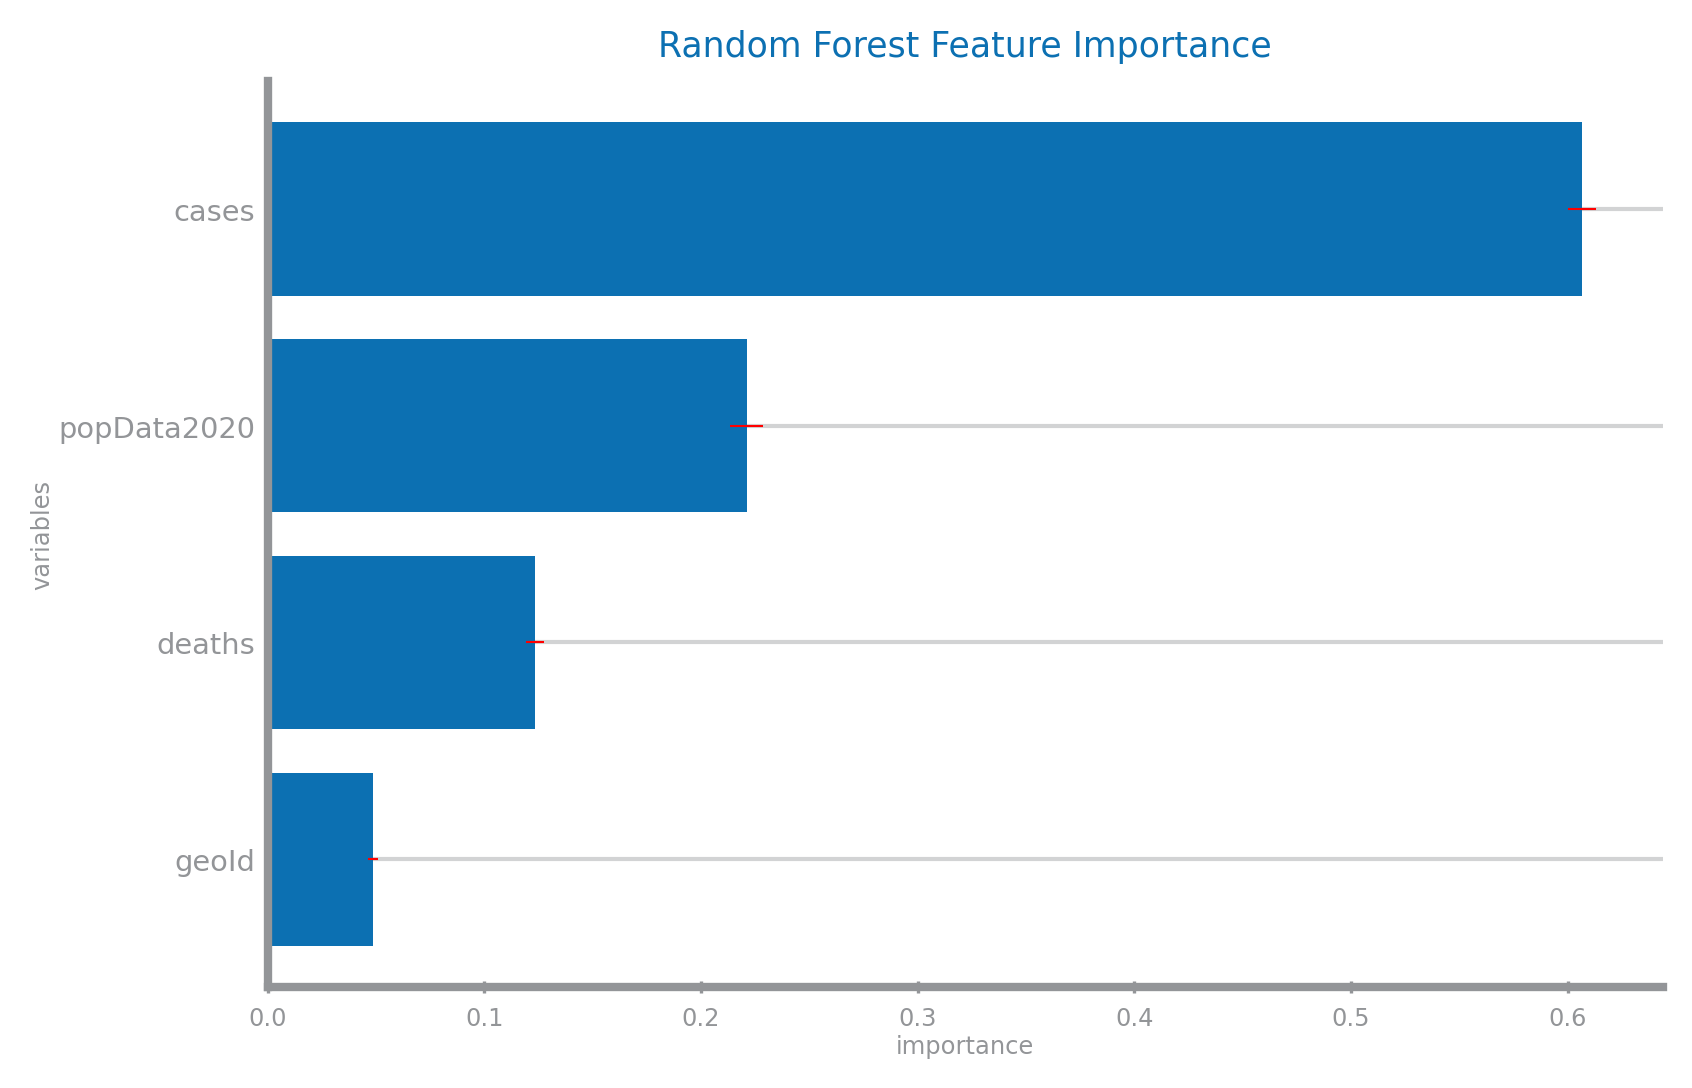 Random Forest Feature Importance
cases
popData2020
deaths
geoId
variables
0.0 0.1 0.2 0.3 0.4 0.5 0.6
importance